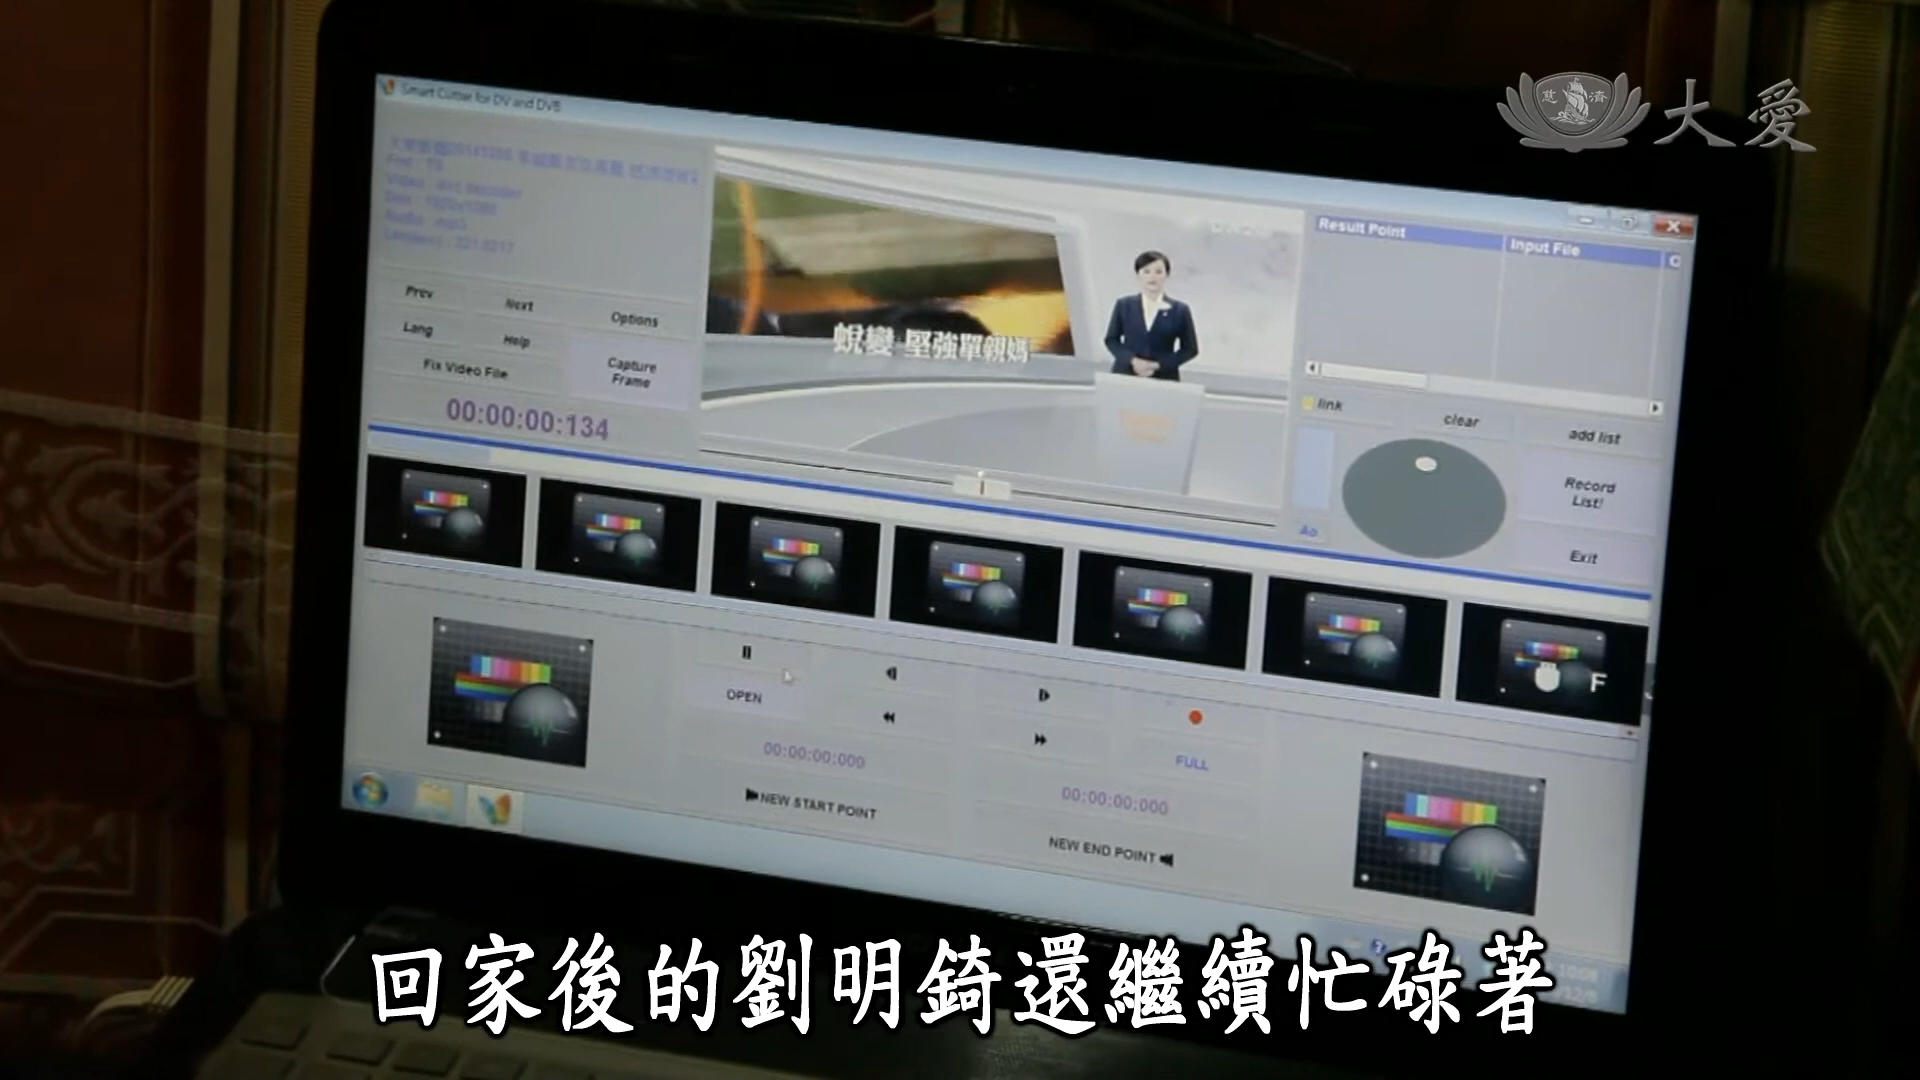 慈濟 大愛
Smart Cutter for DV and DVB
Prev
Next
Options
Lang
Help
Fix Video File
Capture
Frame
00:00:00:134
蛻變 堅強單親媽
Result Point
Input File
link
clear
add list
Record
List!
Exit
F
OPEN
00:00:00:000
FULL
00:00:00:000
NEW START POINT
NEW END POINT
回家後的劉明錡還繼續忙碌著